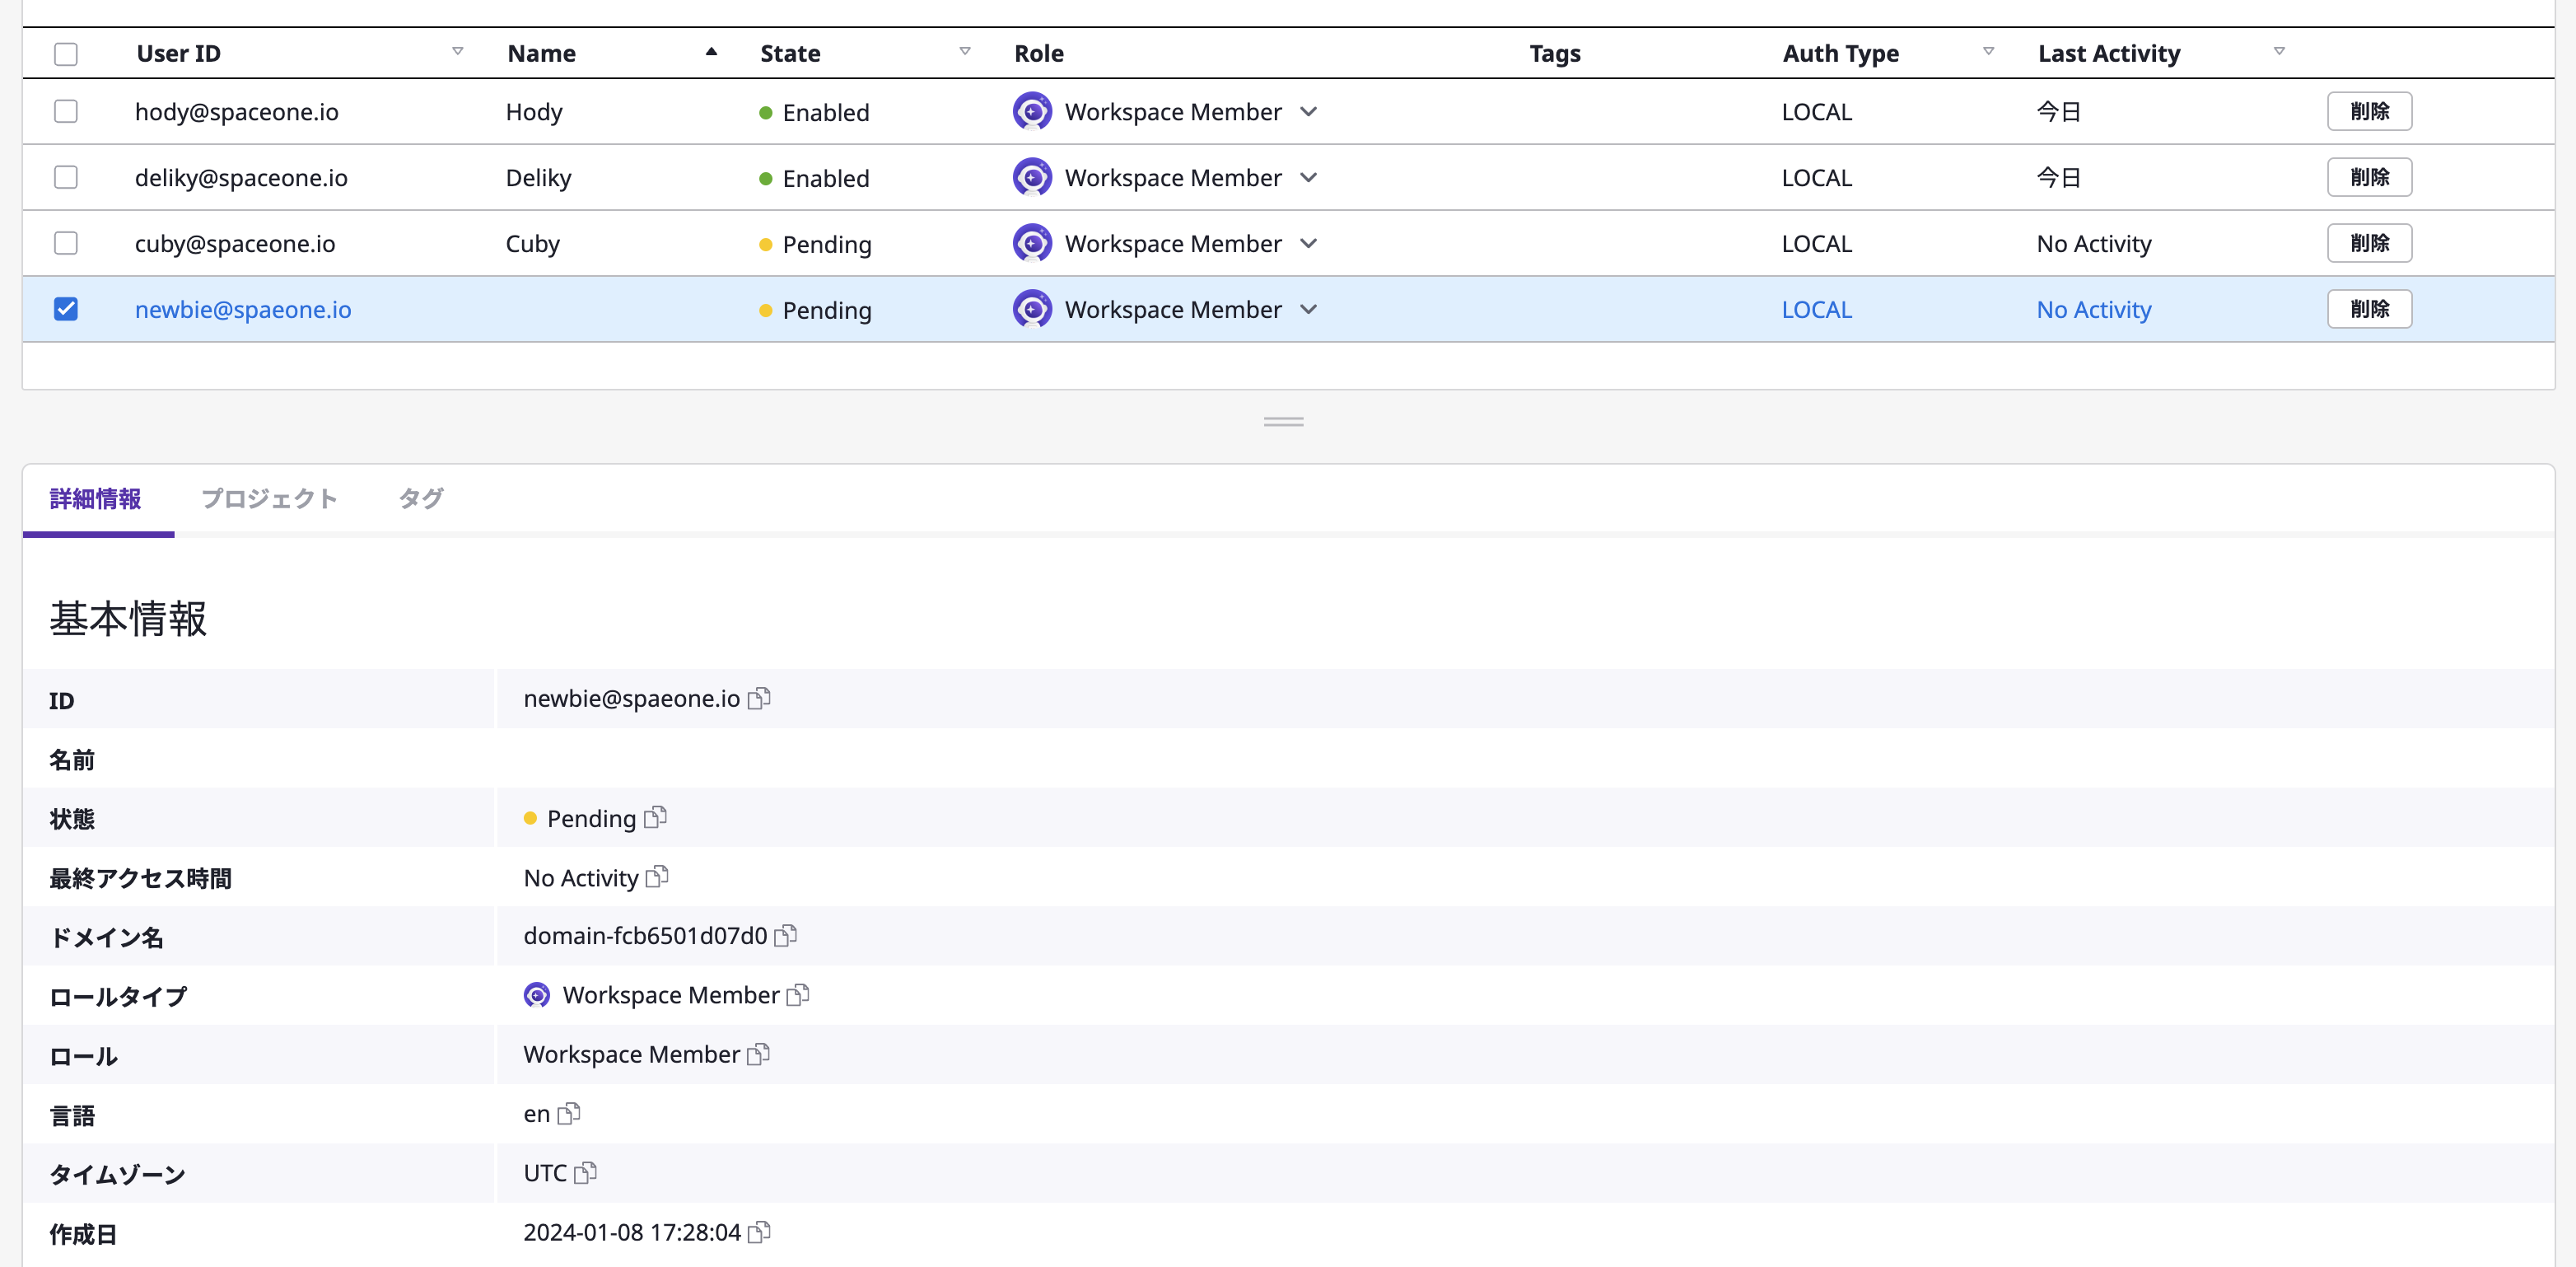 User ID Name State Role Tags Auth Type Last Activity
hody@spaceone.io Hody Enabled Workspace Member LOCAL 今日 削除
deliky@spaceone.io Deliky Enabled Workspace Member LOCAL 今日 削除
cuby@spaceone.io Cuby Pending Workspace Member LOCAL No Activity 削除
newbie@spaeone.io Pending Workspace Member LOCAL No Activity 削除
詳細情報 プロジェクト タグ
基本情報
ID newbie@spaeone.io
名前
状態 Pending
最終アクセス時間 No Activity
ドメイン名 domain-fcb6501d07d0
ロールタイプ Workspace Member
ロール Workspace Member
言語 en
タイムゾーン UTC
作成日 2024-01-08 17:28:04